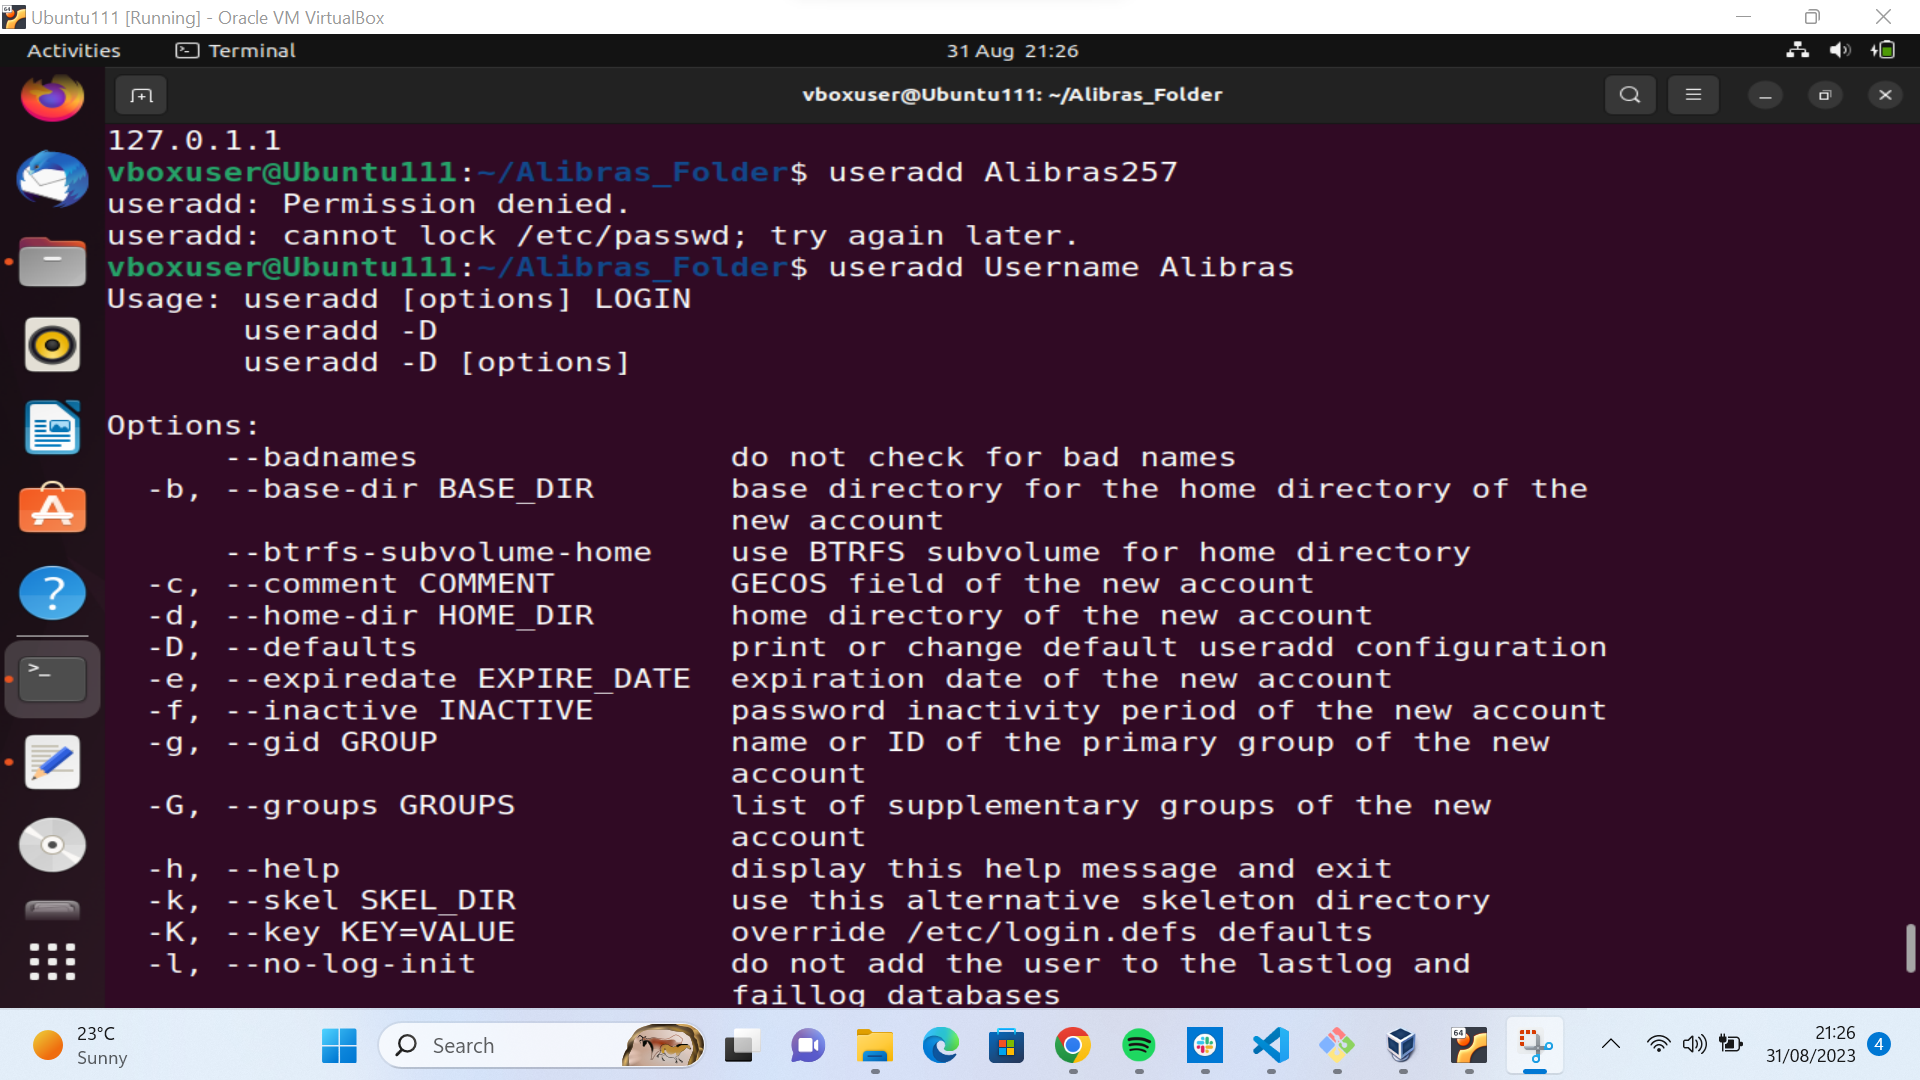 Ubuntu111 [Running] - Oracle VM VirtualBox
Activities Terminal 31 Aug 21:26
vboxuser@Ubuntu111: ~/Alibras_Folder
127.0.1.1
vboxuser@Ubuntu111:~/Alibras_Folder$ useradd Alibras257
useradd: Permission denied.
useradd: cannot lock /etc/passwd; try again later.
vboxuser@Ubuntu111:~/Alibras_Folder$ useradd Username Alibras
Usage: useradd [options] LOGIN
useradd -D
useradd -D [options]
Options:
--badnames do not check for bad names
-b, --base-dir BASE_DIR base directory for the home directory of the
new account
--btrfs-subvolume-home use BTRFS subvolume for home directory
-c, --comment COMMENT GECOS field of the new account
-d, --home-dir HOME_DIR home directory of the new account
-D, --defaults print or change default useradd configuration
-e, --expiredate EXPIRE_DATE expiration date of the new account
-f, --inactive INACTIVE password inactivity period of the new account
-g, --gid GROUP name or ID of the primary group of the new
account
-G, --groups GROUPS list of supplementary groups of the new
account
-h, --help display this help message and exit
-k, --skel SKEL_DIR use this alternative skeleton directory
-K, --key KEY=VALUE override /etc/login.defs defaults
-l, --no-log-init do not add the user to the lastlog and
faillog databases
23°C
Sunny
Search
64
21:26
31/08/2023
4